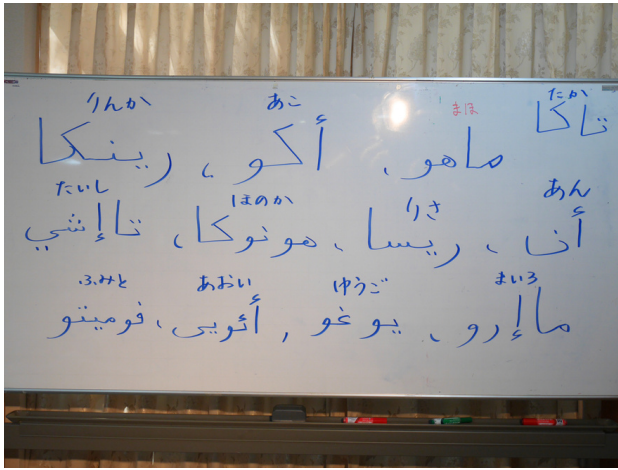 たか
تاكا
りんか あこ まほ
ماهو، أكو، رينكا
たいし ほのか りさ あん
أن، ريسا، هونوكا، تاإشي
ふみと あおい ゆうご まいろ
ماإرو، يوغو، أئويى، فوميتو